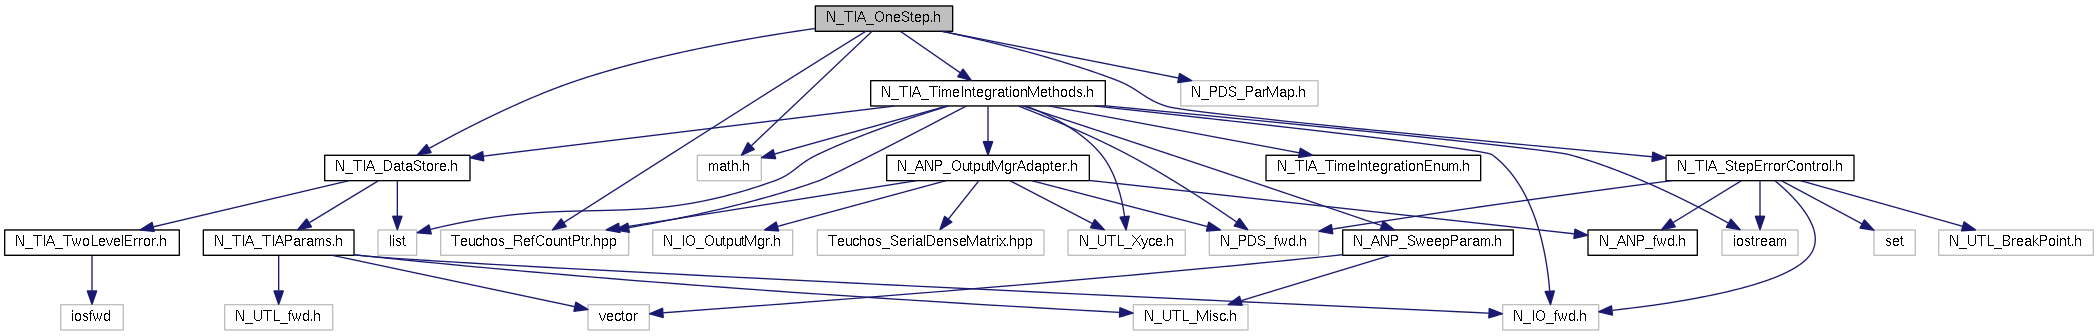 N_TIA_OneStep.h
N_TIA_TimeIntegrationMethods.h
N_PDS_ParMap.h
N_TIA_DataStore.h
math.h
N_ANP_OutputMgrAdapter.h
N_TIA_TimeIntegrationEnum.h
N_TIA_StepErrorControl.h
N_TIA_TwoLevelError.h
N_TIA_TIAParams.h
list
Teuchos_RefCountPtr.hpp
N_IO_OutputMgr.h
Teuchos_SerialDenseMatrix.hpp
N_UTL_Xyce.h
N_PDS_fwd.h
N_ANP_SweepParam.h
N_ANP_fwd.h
iostream
set
N_UTL_BreakPoint.h
iosfwd
N_UTL_fwd.h
vector
N_UTL_Misc.h
N_IO_fwd.h